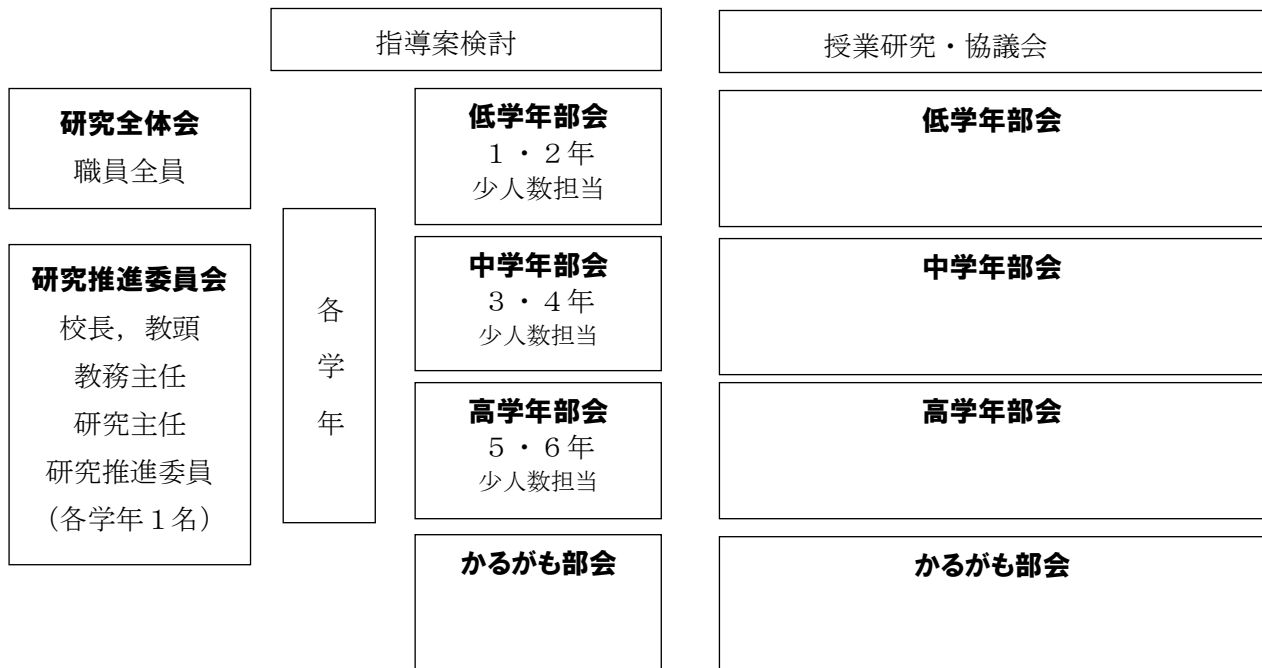 指導案検討
授業研究・協議会
研究全体会
職員全員
研究推進委員会
校長，教頭
教務主任
研究主任
研究推進委員
（各学年１名）
各
学
年
低学年部会
１・２年
少人数担当
中学年部会
３・４年
少人数担当
高学年部会
５・６年
少人数担当
かるがも部会
低学年部会
中学年部会
高学年部会
かるがも部会